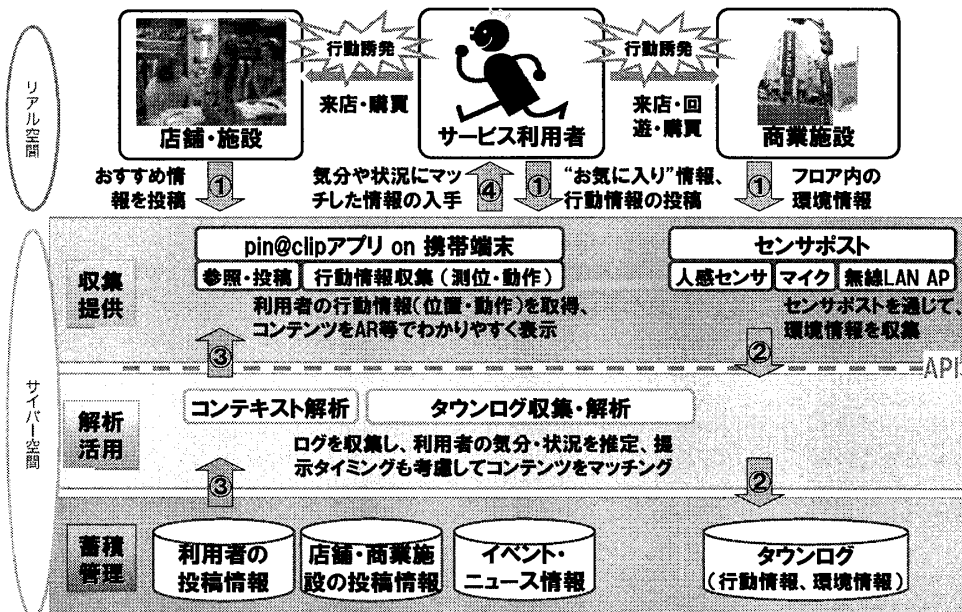 リアル空間
行動誘発
行動誘発
来店・購買
来店・回
遊・購買
店舗・施設
サービス利用者
商業施設
おすすめ情
報を投稿
①
気分や状況にマッ
チした情報の入手
④
①
“お気に入り”情報、
行動情報の投稿
①
フロア内の
環境情報
サイバー空間
収集
提供
pin@clipアプリ on 携帯端末
参照・投稿
行動情報収集(測位・動作)
利用者の行動情報(位置・動作)を取得、
コンテンツをAR等でわかりやすく表示
センサポスト
人感センサ
マイク
無線LAN AP
センサポストを通じて、
環境情報を収集
③
②
API
解析
活用
コンテキスト解析
タウンログ収集・解析
ログを収集し、利用者の気分・状況を推定、提
示タイミングも考慮してコンテンツをマッチング
③
②
蓄積
管理
利用者の
投稿情報
店舗・商業施
設の投稿情報
イベント・
ニュース情報
タウンログ
(行動情報、環境情報)